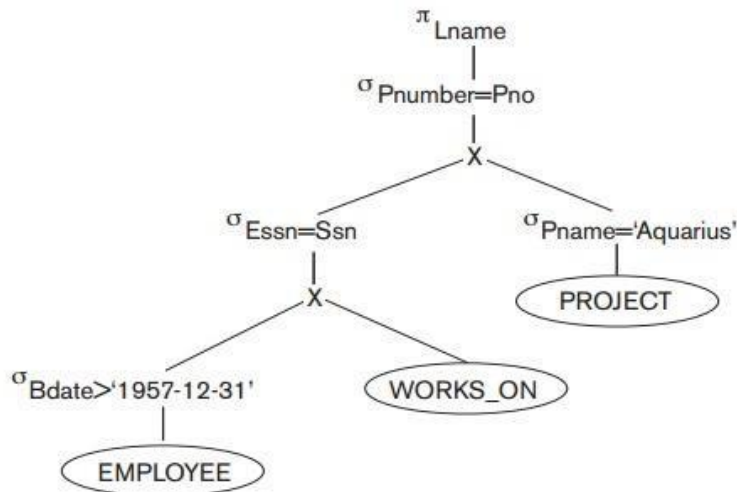 π Lname
σ Pnumber=Pno
X
σ Essn=Ssn
σ Pname='Aquarius'
X
PROJECT
σ Bdate>'1957-12-31'
WORKS_ON
EMPLOYEE